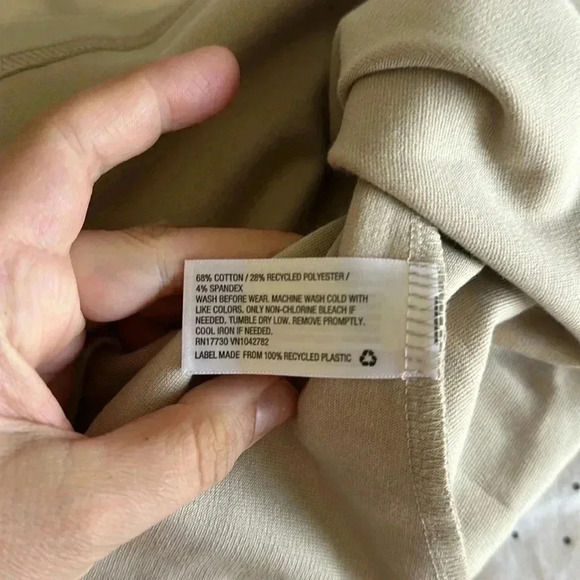 68% COTTON / 28% RECYCLED POLYESTER /
4% SPANDEX
WASH BEFORE WEAR. MACHINE WASH COLD WITH
LIKE COLORS. ONLY NON-CHLORINE BLEACH IF
NEEDED. TUMBLE DRY LOW. REMOVE PROMPTLY.
COOL IRON IF NEEDED.
RN17730 VN1042782
LABEL MADE FROM 100% RECYCLED PLASTIC